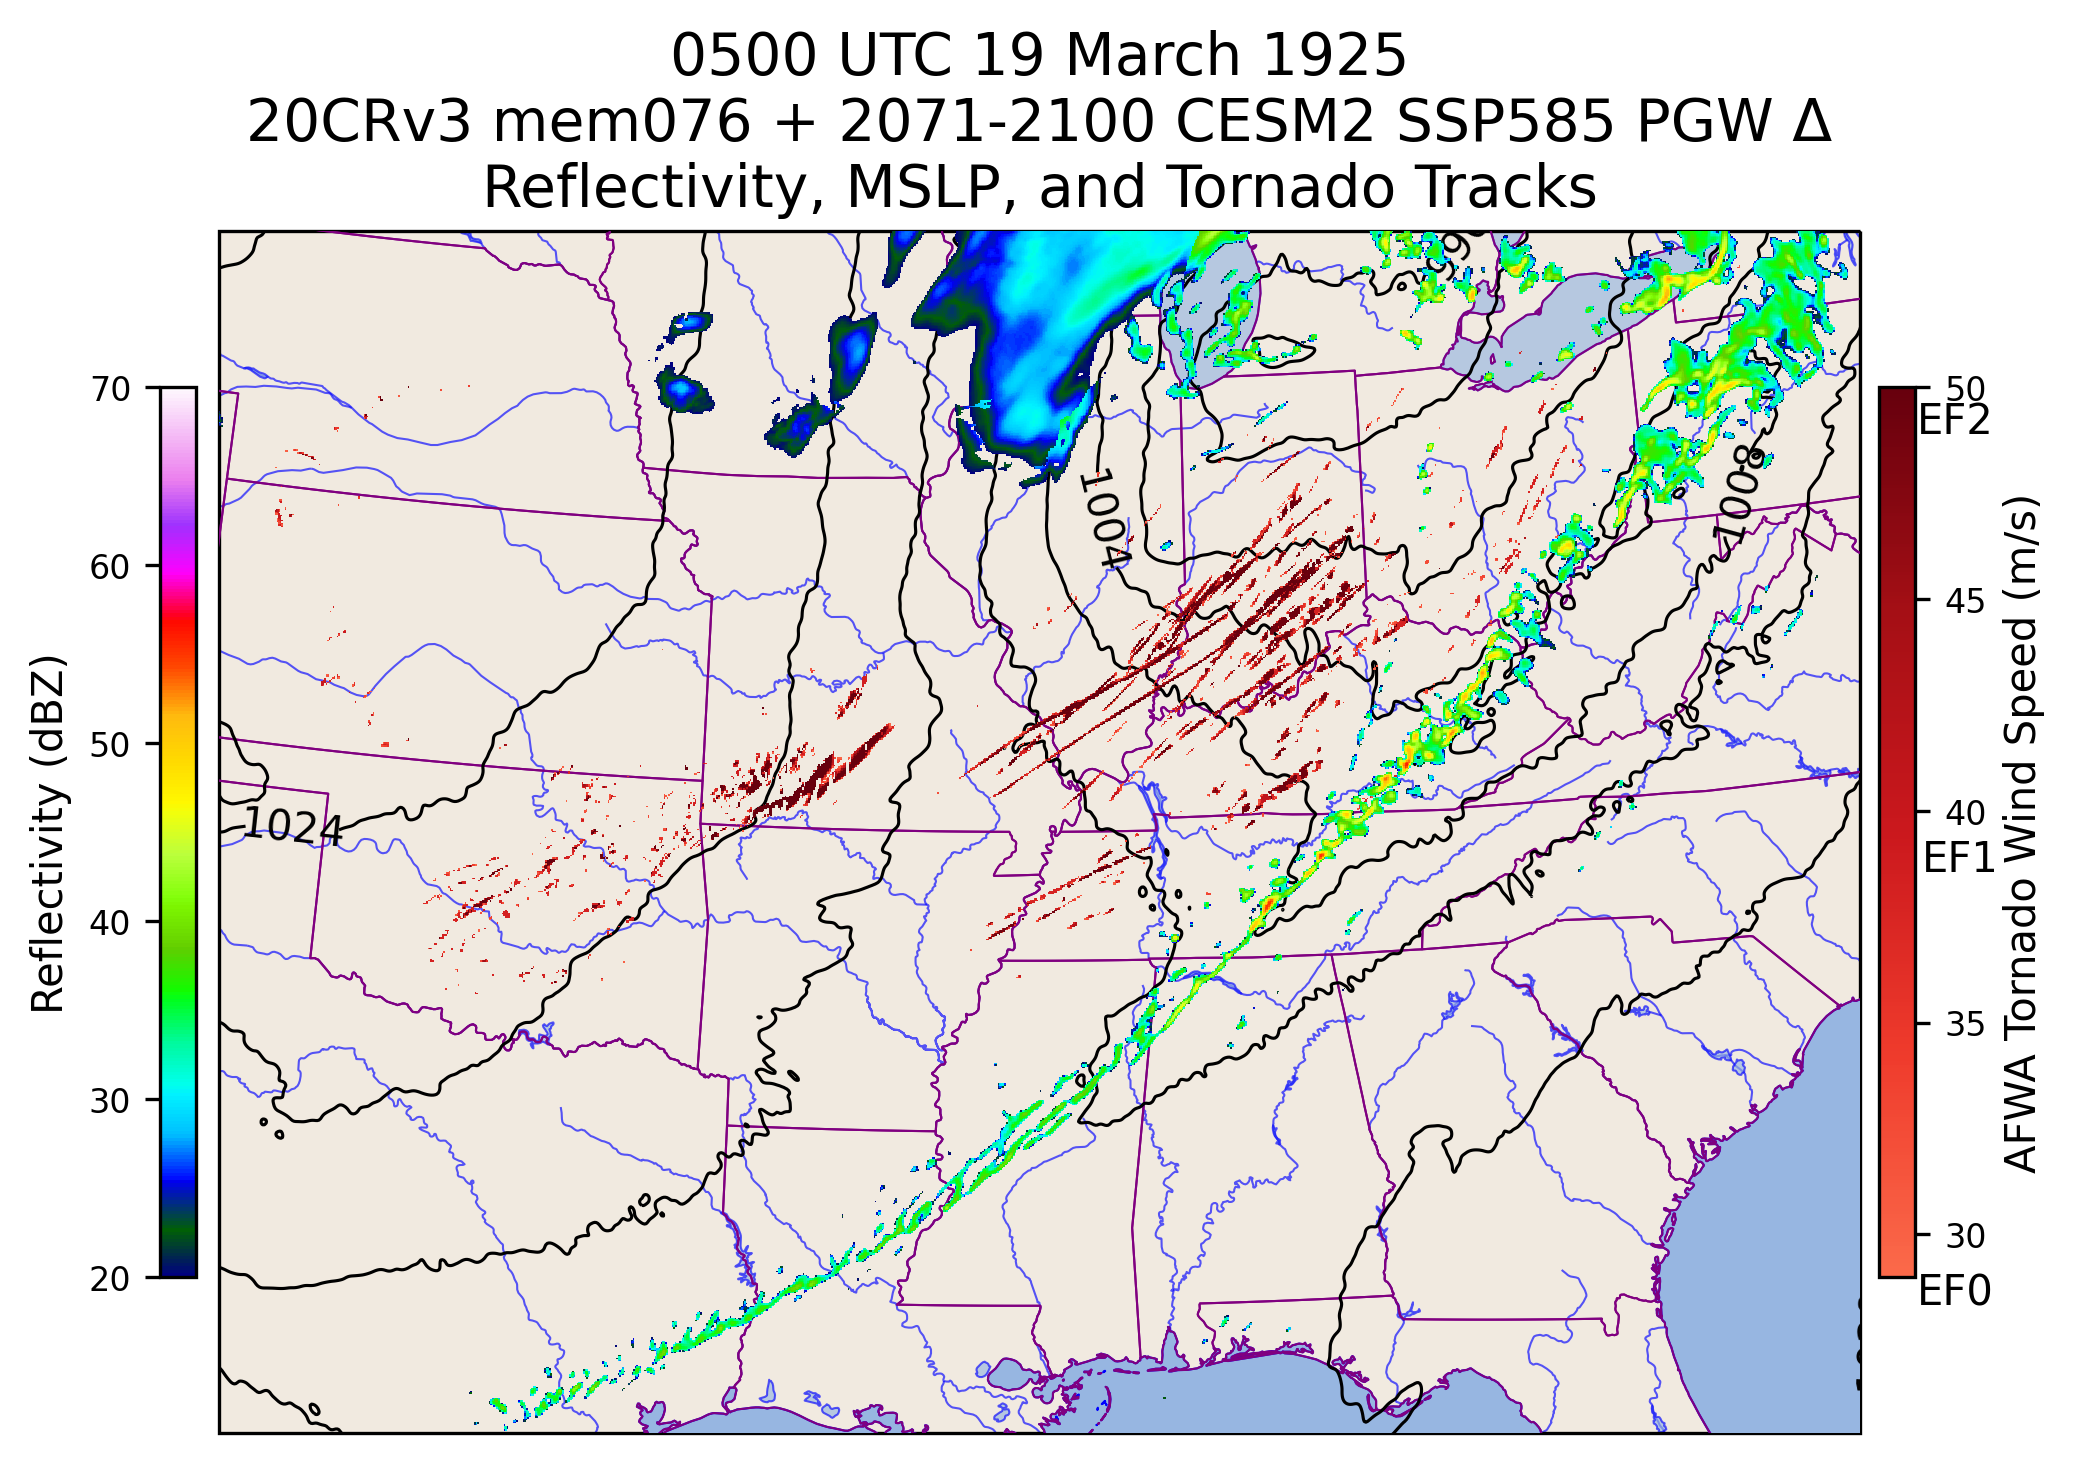 0500 UTC 19 March 1925
20CRv3 mem076 + 2071-2100 CESM2 SSP585 PGW Δ
Reflectivity, MSLP, and Tornado Tracks
Reflectivity (dBZ)
70
60
50
40
30
20
1004
1008
1024
50
EF2
45
40
EF1
35
30
EF0
AFWA Tornado Wind Speed (m/s)